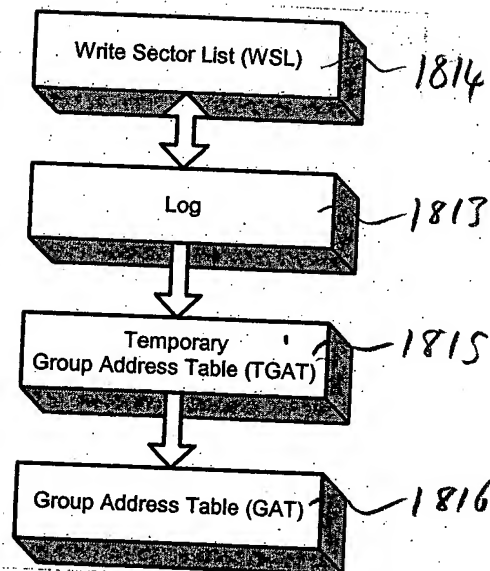 Write Sector List (WSL)
1814
Log
1813
Temporary
Group Address Table (TGAT)
1815
Group Address Table (GAT)
1816